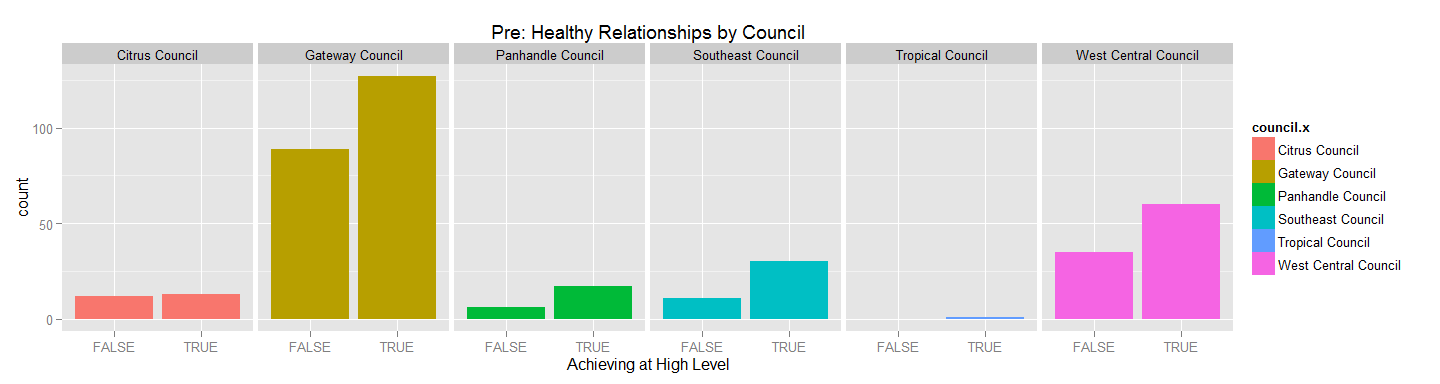 Pre: Healthy Relationships by Council
Citrus Council Gateway Council Panhandle Council Southeast Council Tropical Council West Central Council
100
50
0
count
FALSE TRUE FALSE TRUE FALSE TRUE FALSE TRUE FALSE TRUE FALSE TRUE
Achieving at High Level
council.x
Citrus Council
Gateway Council
Panhandle Council
Southeast Council
Tropical Council
West Central Council